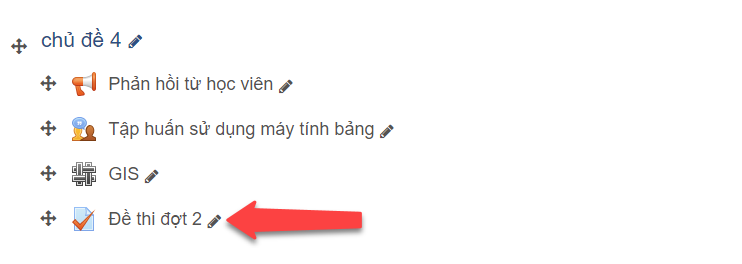 chủ đề 4
Phản hồi từ học viên
Tập huấn sử dụng máy tính bảng
GIS
Đề thi đợt 2